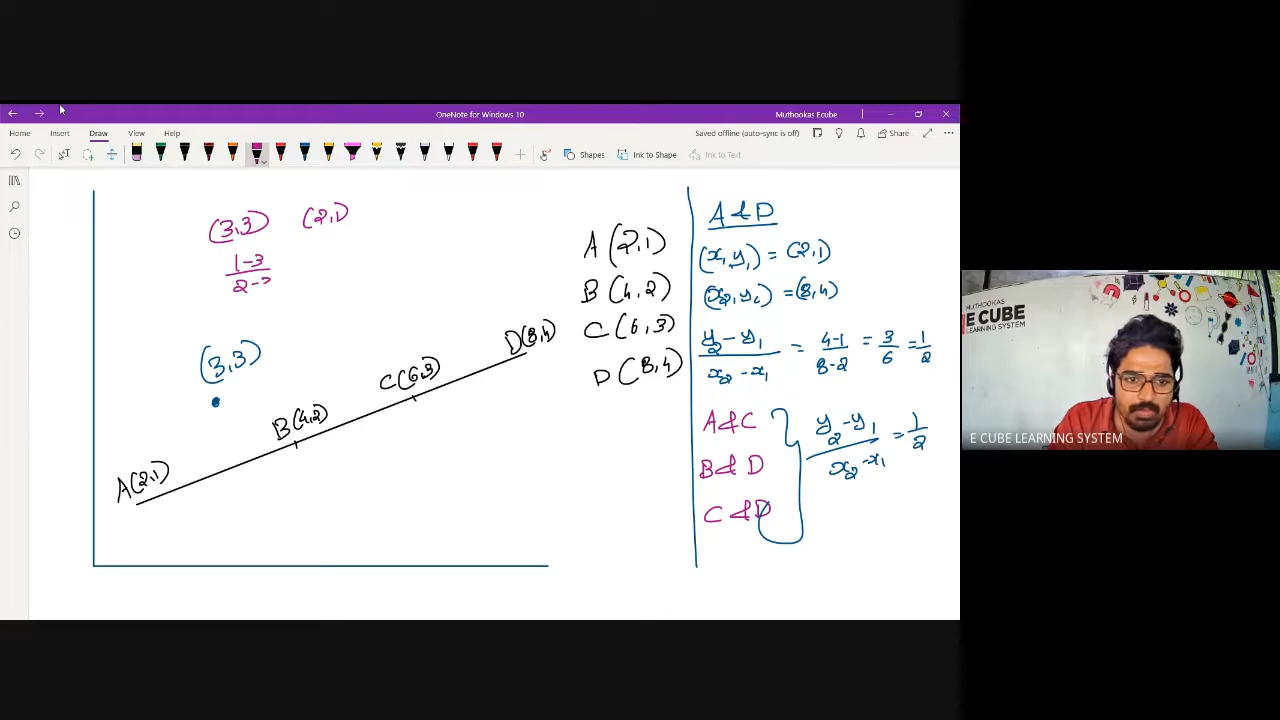 OneNote for Windows 10
Muthookas Ecube
Home Insert Draw View Help
Saved offline (auto-sync is off)
Share
Shapes
Ink to Shape
Ink to Text
(3,3) (2,1)
1-3
2-3
(3,3)
A(2,1)
B(4,2)
C(6,3)
D(8,4)
A (2,1)
B (4,2)
C (6,3)
D (8,4)
A & D
(x₁, y₁) = (2,1)
(x₂, y₂) = (8,4)
y₂ - y₁ / x₂ - x₁ = 4-1 / 8-2 = 3/6 = 1/2
A & C
B & D
C & D
y₂ - y₁ / x₂ - x₁ = 1/2
MUTHOOKAS
E CUBE
LEARNING SYSTEM
E CUBE LEARNING SYSTEM